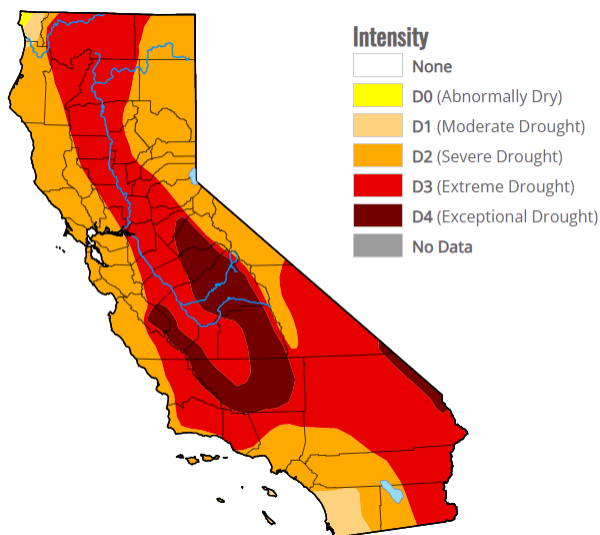 Intensity
None
D0 (Abnormally Dry)
D1 (Moderate Drought)
D2 (Severe Drought)
D3 (Extreme Drought)
D4 (Exceptional Drought)
No Data